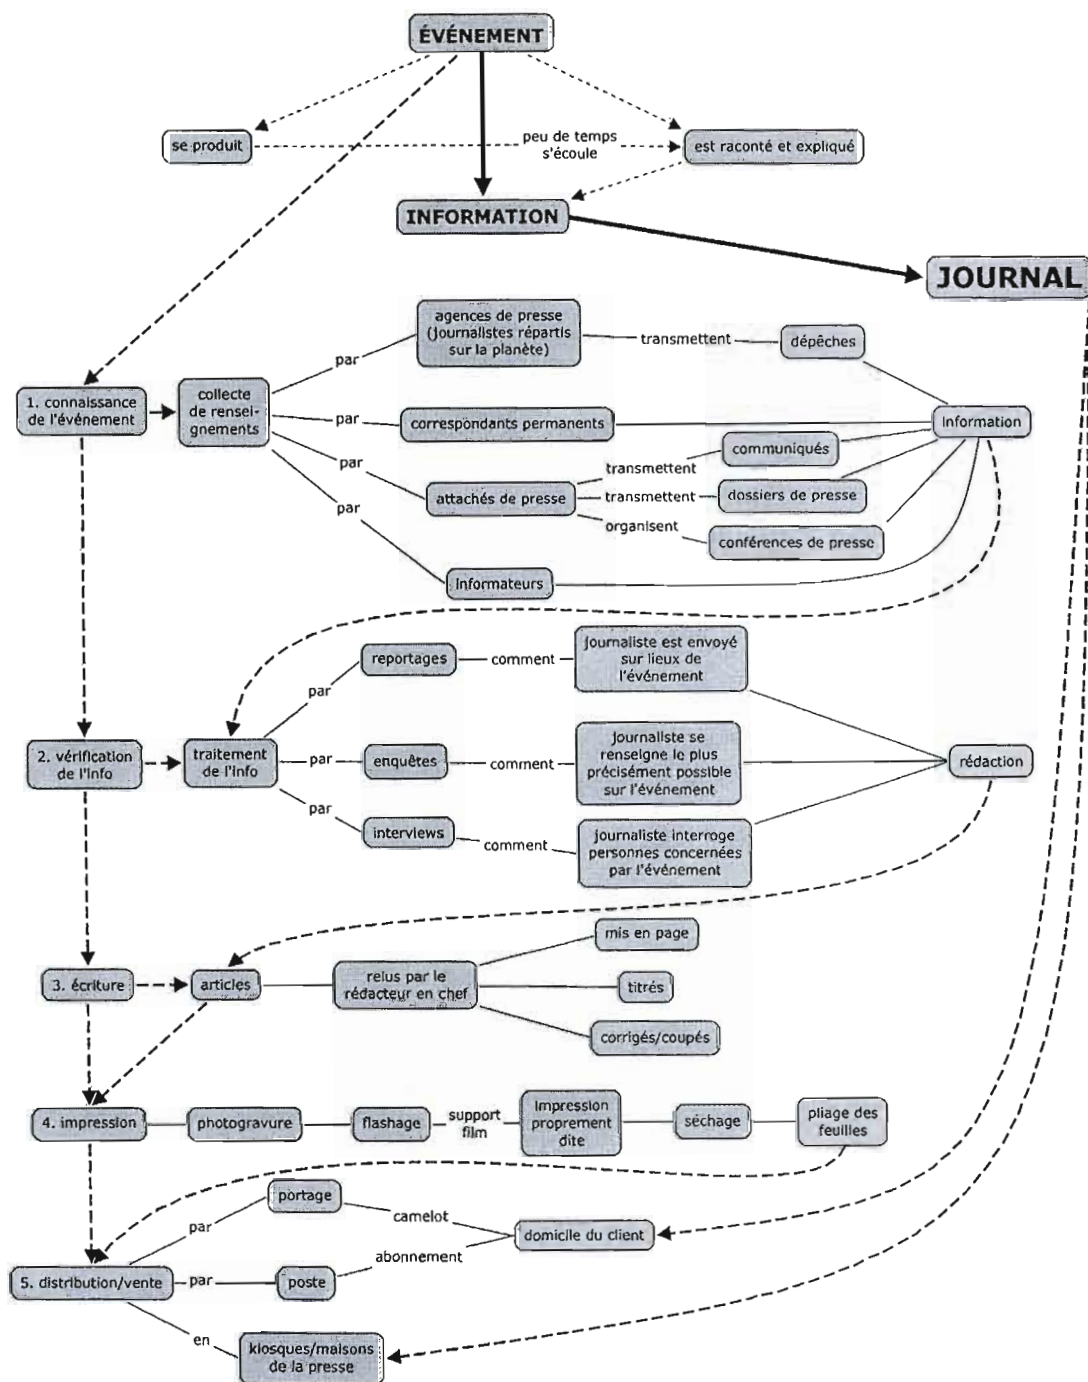 ÉVÉNEMENT
se produit
peu de temps
s'écoule
est raconté et expliqué
INFORMATION
JOURNAL
agences de presse
(journalistes répartis
sur la planète)
transmettent
dépêches
par
1. connaissance
de l'événement
collecte
de rensei-
gnements
par
correspondants permanents
Information
communiqués
par
transmettent
attachés de presse
transmettent
dossiers de presse
par
organisent
conférences de presse
Informateurs
reportages
comment
journaliste est envoyé
sur lieux de
l'événement
par
2. vérification
de l'info
traitement
de l'info
par
enquêtes
comment
journaliste se
renseigne le plus
précisément possible
sur l'événement
rédaction
par
interviews
comment
journaliste interroge
personnes concernées
par l'événement
mis en page
3. écriture
articles
relus par le
rédacteur en chef
titrés
corrigés/coupés
4. impression
photogravure
flashage
support
film
impression
proprement
dite
séchage
pliage des
feuilles
portage
par
camelot
domicile du client
abonnement
5. distribution/vente
par
poste
en
kiosques/maisons
de la presse